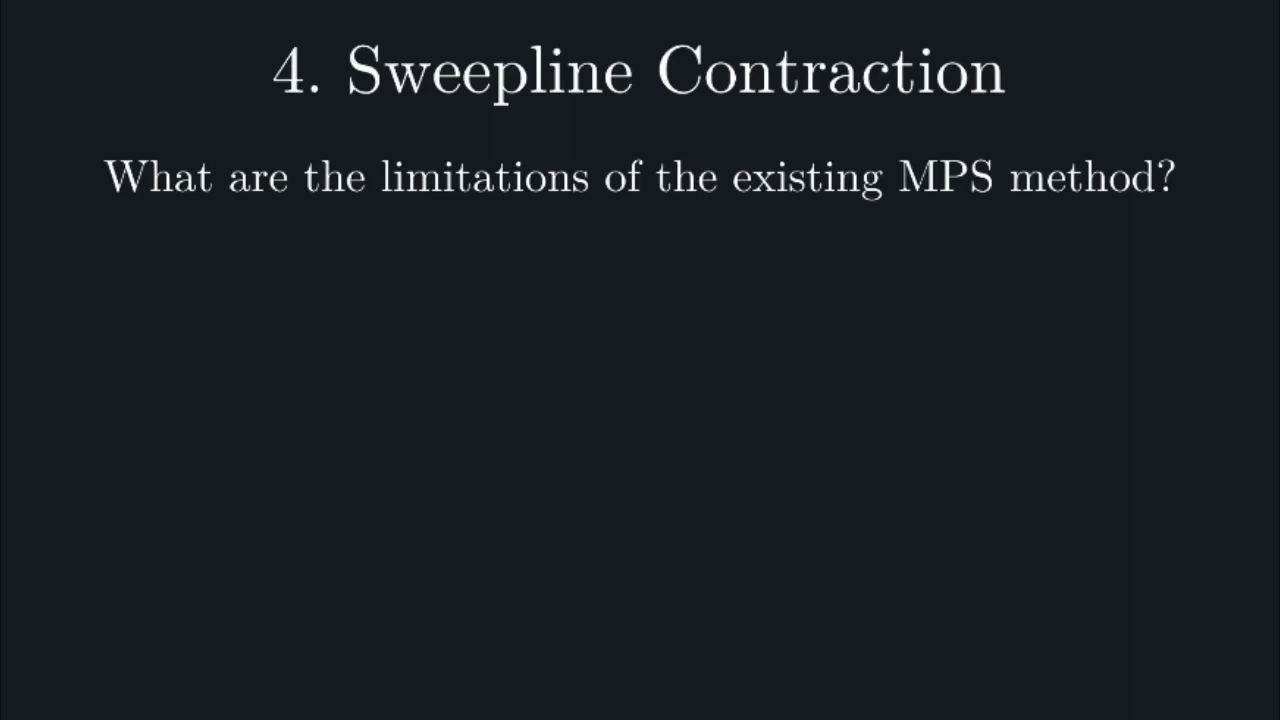 4. Sweepline Contraction
What are the limitations of the existing MPS method?